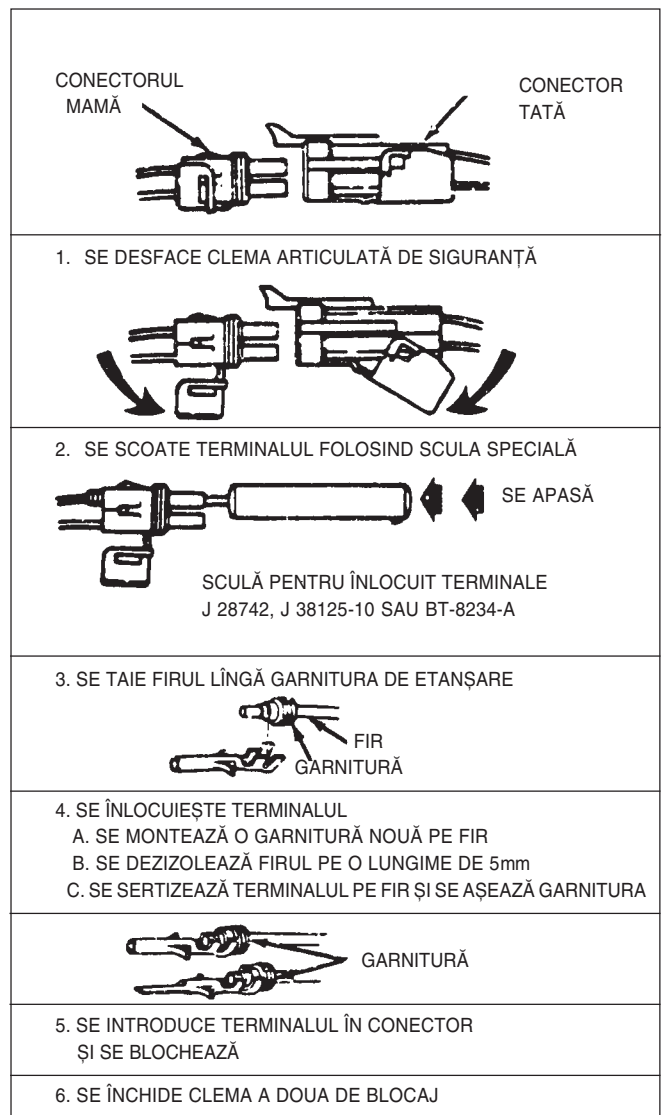 CONECTORUL
MAMĂ
CONECTOR
TATĂ
1. SE DESFACE CLEMA ARTICULATĂ DE SIGURANȚĂ
2. SE SCOATE TERMINALUL FOLOSIND SCULA SPECIALĂ
SE APASĂ
SCULĂ PENTRU ÎNLOCUIT TERMINALE
J 28742, J 38125-10 SAU BT-8234-A
3. SE TAIE FIRUL LÎNGĂ GARNITURA DE ETANȘARE
FIR
GARNITURĂ
4. SE ÎNLOCUIEȘTE TERMINALUL
A. SE MONTEAZĂ O GARNITURĂ NOUĂ PE FIR
B. SE DEZIZOLEAZĂ FIRUL PE O LUNGIME DE 5mm
C. SE SERTIZEAZĂ TERMINALUL PE FIR ȘI SE AȘEAZĂ GARNITURA
GARNITURĂ
5. SE INTRODUCE TERMINALUL ÎN CONECTOR
ȘI SE BLOCHEAZĂ
6. SE ÎNCHIDE CLEMA A DOUA DE BLOCAJ